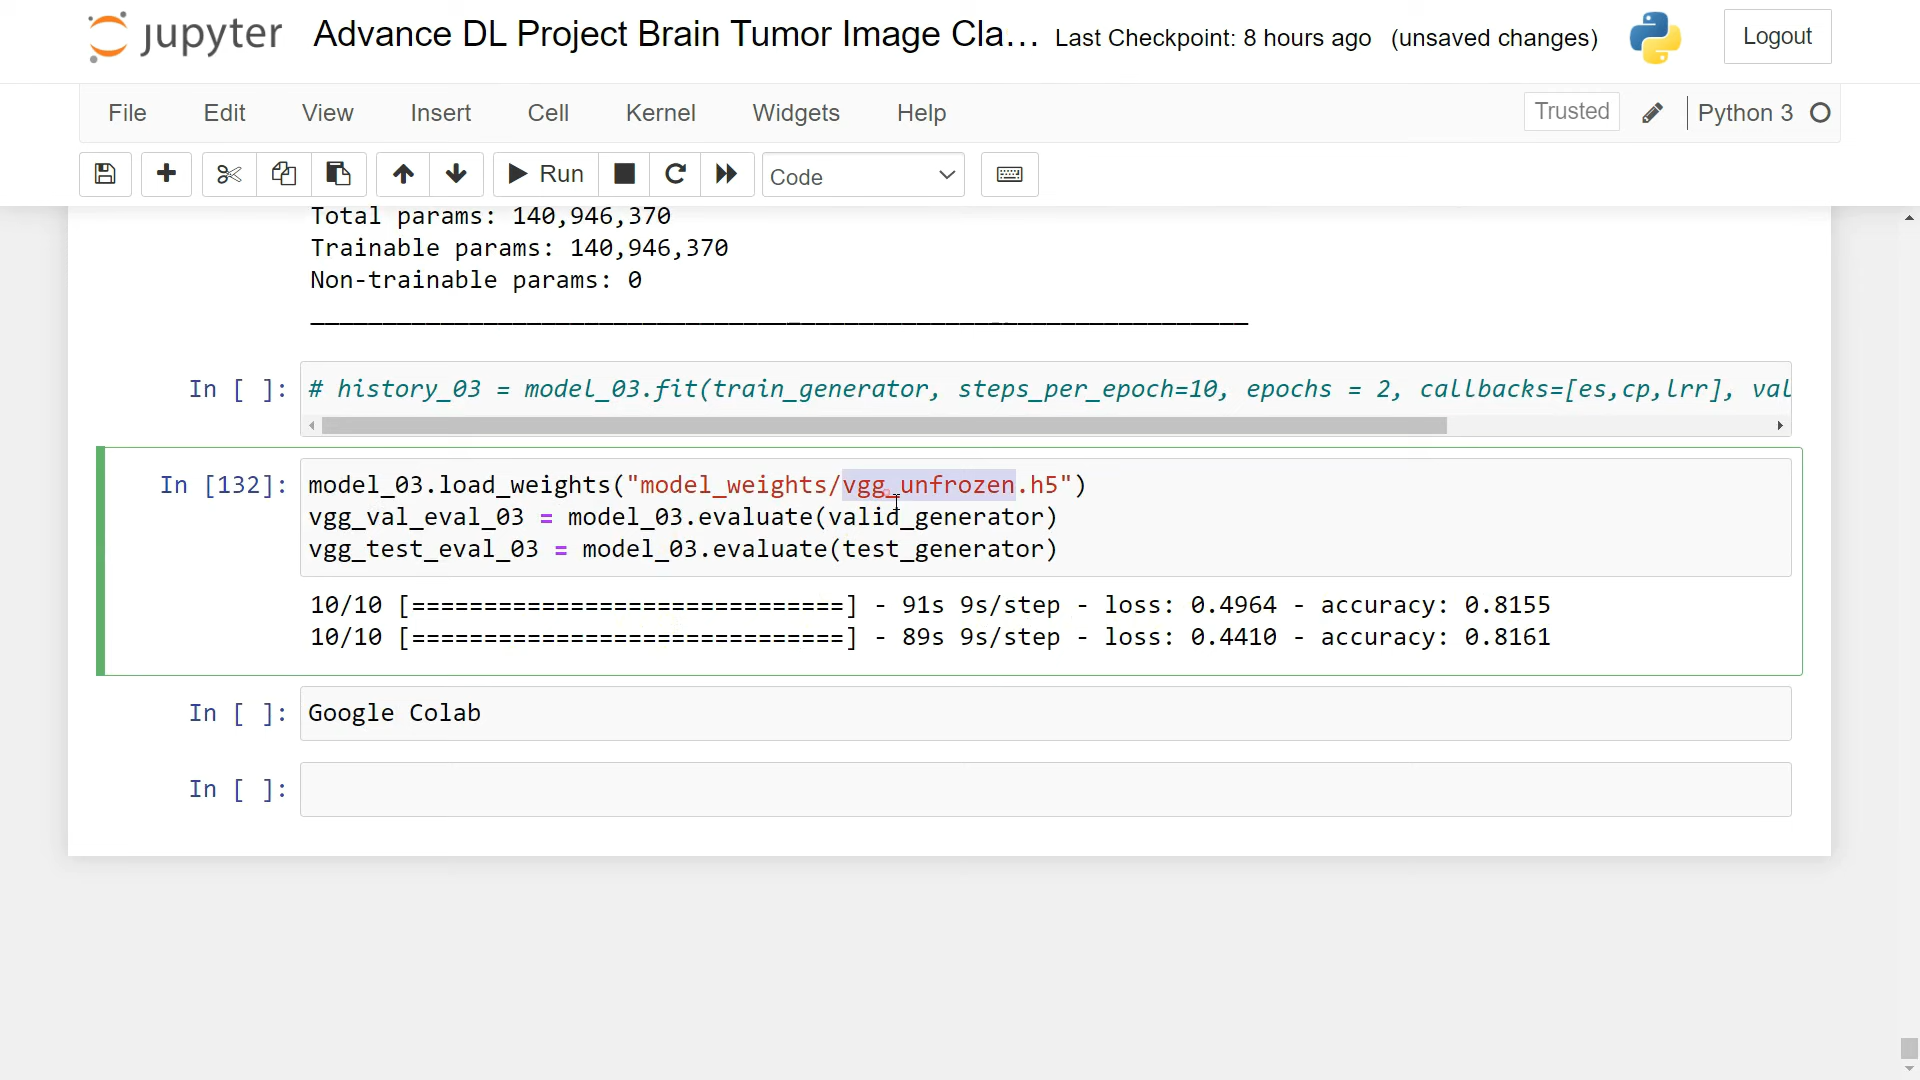 jupyter Advance DL Project Brain Tumor Image Cla... Last Checkpoint: 8 hours ago (unsaved changes) Logout
File Edit View Insert Cell Kernel Widgets Help Trusted Python 3
Run Code
Total params: 140,946,370
Trainable params: 140,946,370
Non-trainable params: 0
_________________________________________________________________
In [ ]: # history_03 = model_03.fit(train_generator, steps_per_epoch=10, epochs = 2, callbacks=[es,cp,lrr], val
In [132]: model_03.load_weights("model_weights/vgg_unfrozen.h5")
vgg_val_eval_03 = model_03.evaluate(valid_generator)
vgg_test_eval_03 = model_03.evaluate(test_generator)
10/10 [==============================] - 91s 9s/step - loss: 0.4964 - accuracy: 0.8155
10/10 [==============================] - 89s 9s/step - loss: 0.4410 - accuracy: 0.8161
In [ ]: Google Colab
In [ ]: